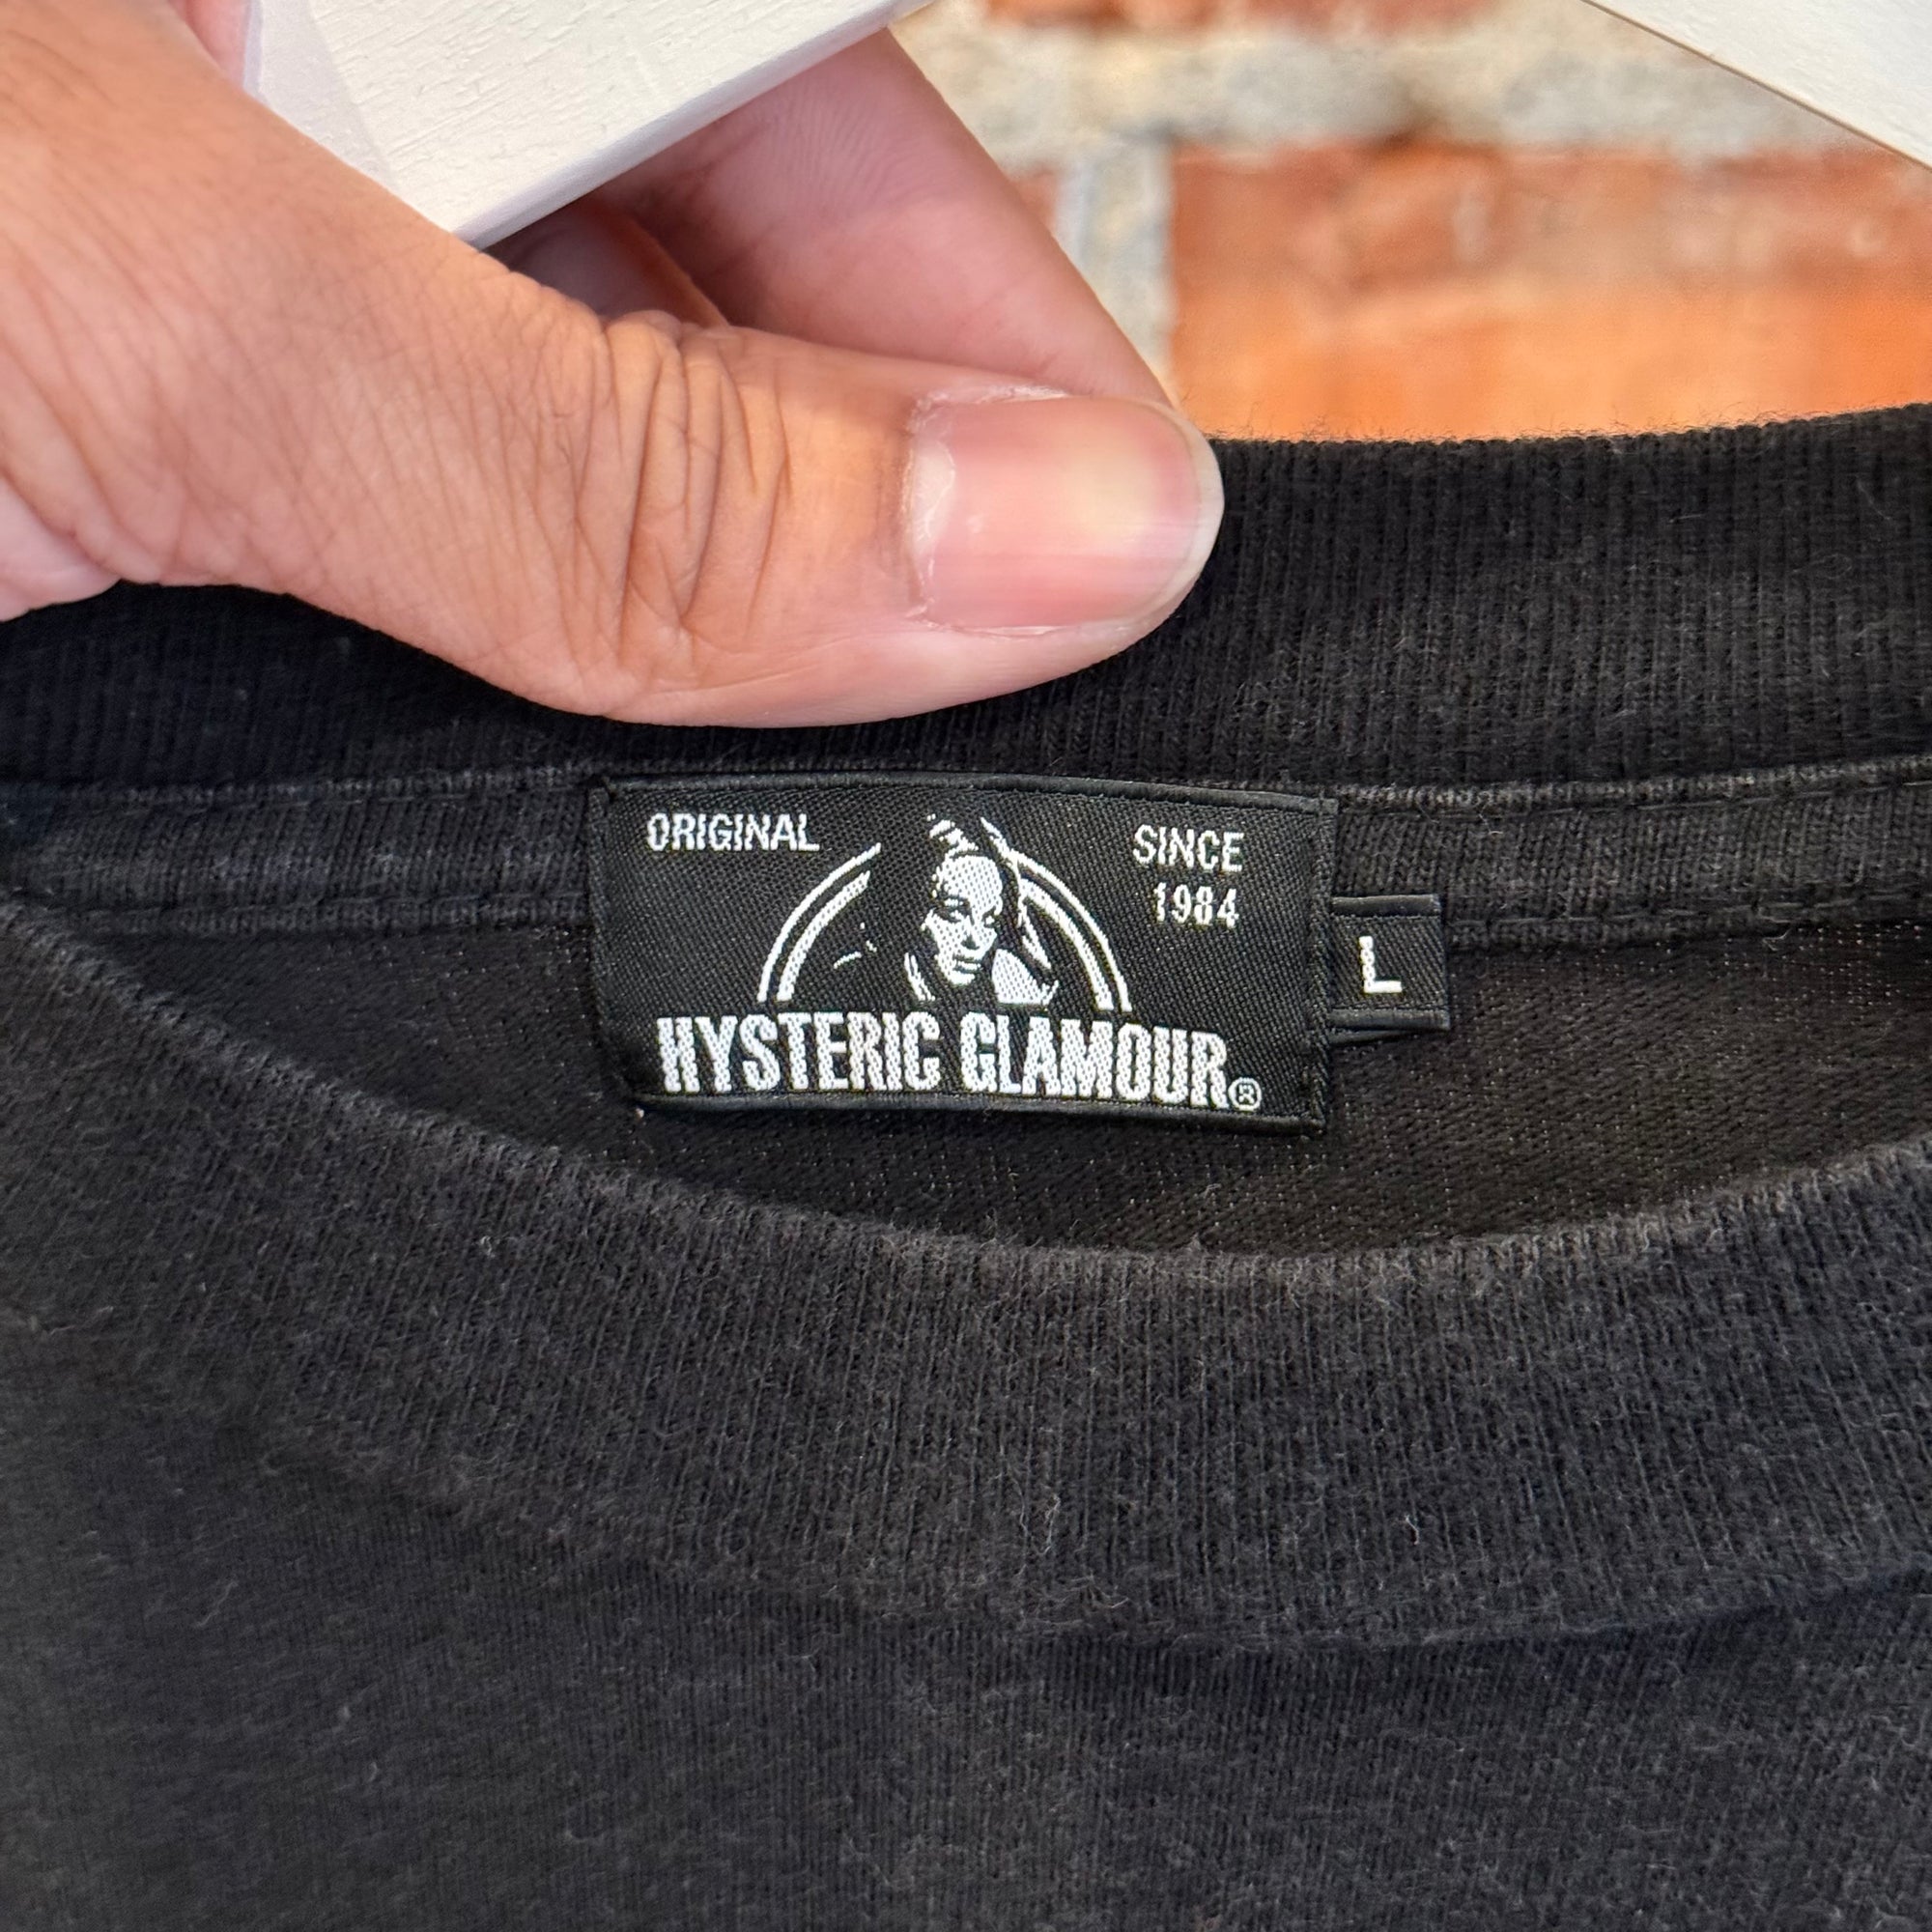 ORIGINAL
SINCE
1984
L
HYSTERIC GLAMOUR®